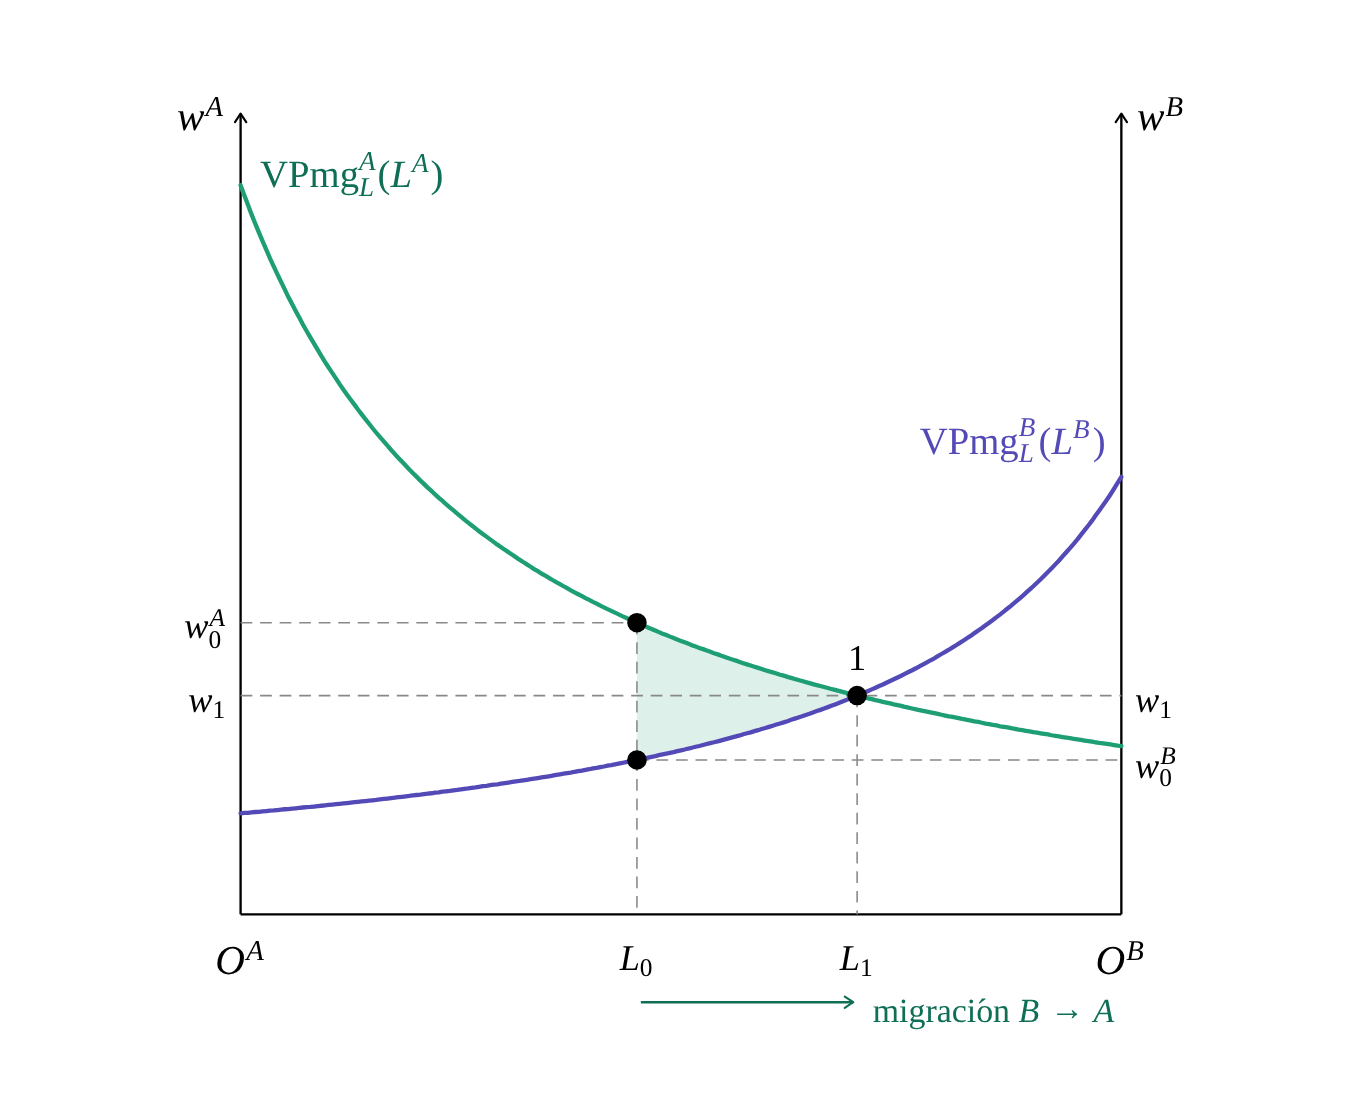 w^A
w^B
VPmg_L^A(L^A)
VPmg_L^B(L^B)
w_0^A
1
w_1
w_1
w_0^B
O^A
L_0
L_1
O^B
migración B → A